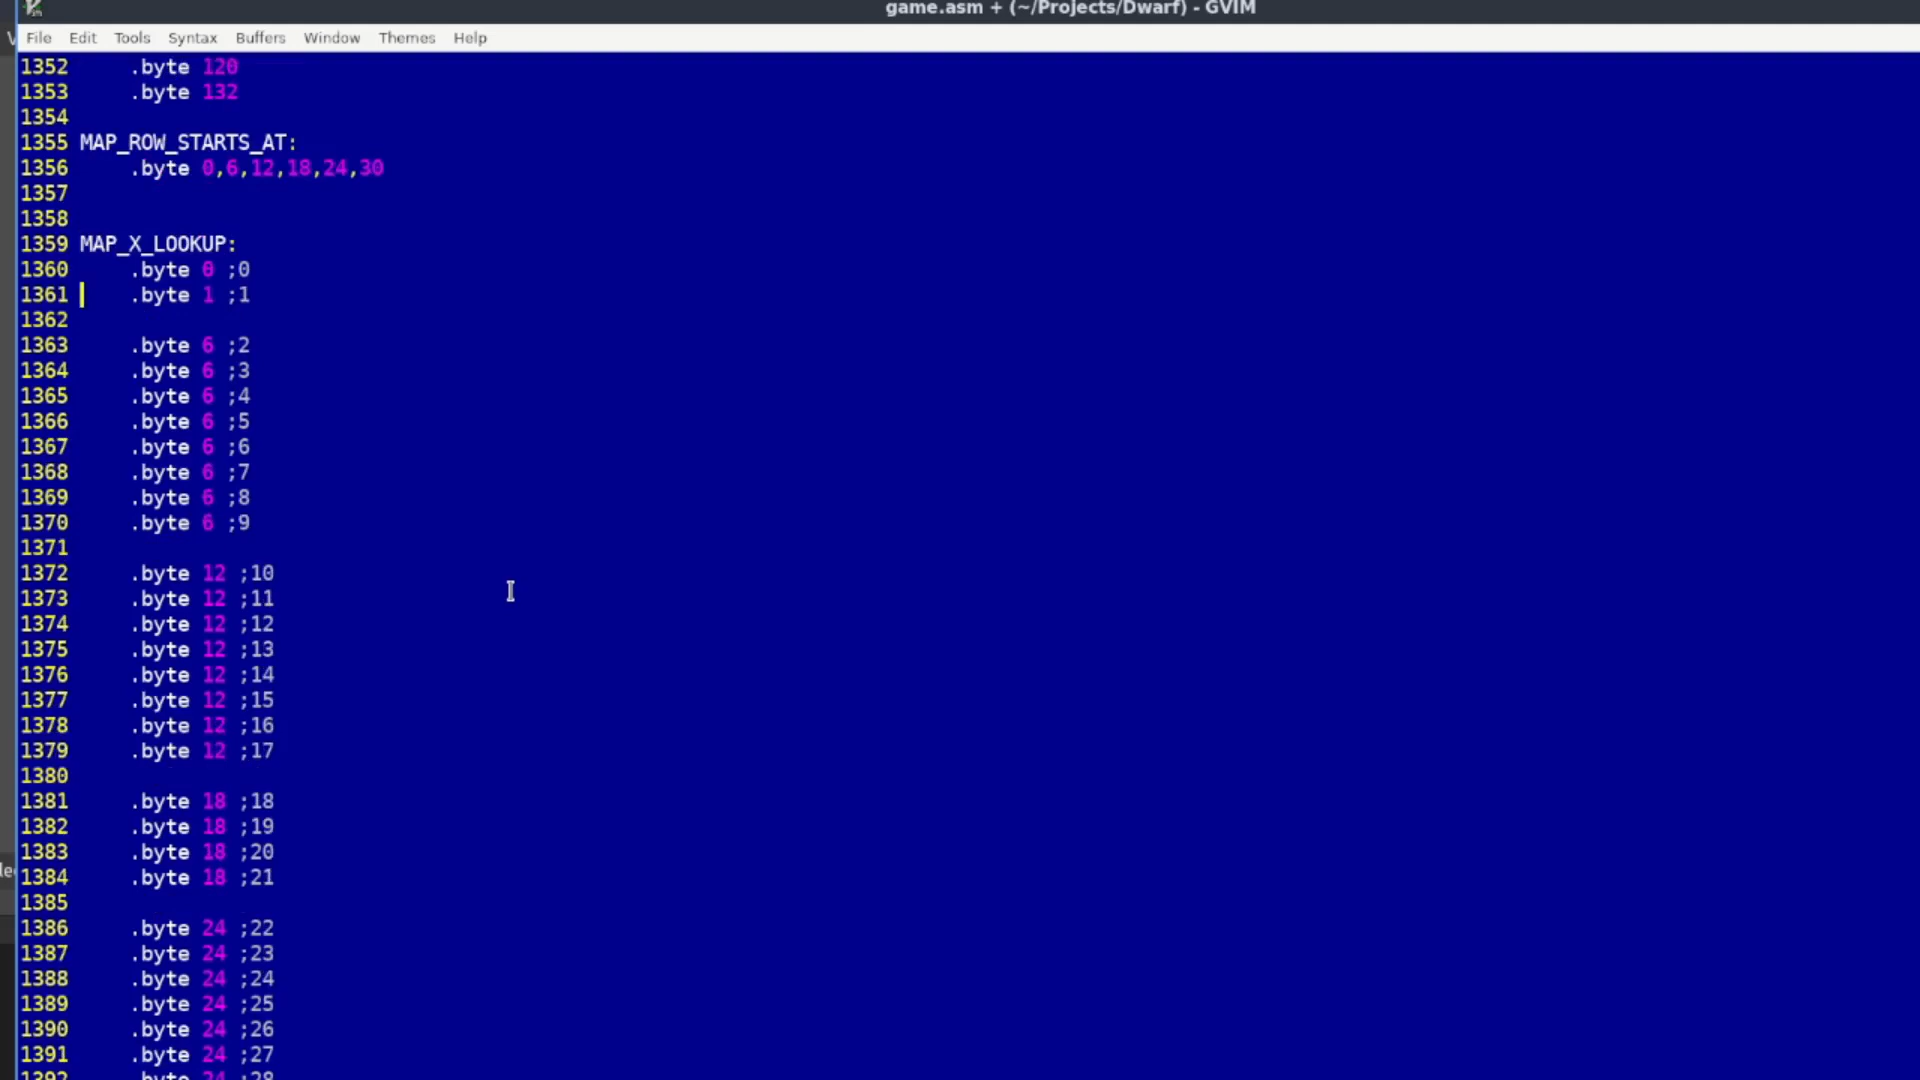 game.asm + (~/Projects/Dwarf) - GVIM
File Edit Tools Syntax Buffers Window Themes Help
1352 .byte 120
1353 .byte 132
1354
1355 MAP_ROW_STARTS_AT:
1356 .byte 0,6,12,18,24,30
1357
1358
1359 MAP_X_LOOKUP:
1360 .byte 0 ;0
1361 .byte 1 ;1
1362
1363 .byte 6 ;2
1364 .byte 6 ;3
1365 .byte 6 ;4
1366 .byte 6 ;5
1367 .byte 6 ;6
1368 .byte 6 ;7
1369 .byte 6 ;8
1370 .byte 6 ;9
1371
1372 .byte 12 ;10
1373 .byte 12 ;11
1374 .byte 12 ;12
1375 .byte 12 ;13
1376 .byte 12 ;14
1377 .byte 12 ;15
1378 .byte 12 ;16
1379 .byte 12 ;17
1380
1381 .byte 18 ;18
1382 .byte 18 ;19
1383 .byte 18 ;20
1384 .byte 18 ;21
1385
1386 .byte 24 ;22
1387 .byte 24 ;23
1388 .byte 24 ;24
1389 .byte 24 ;25
1390 .byte 24 ;26
1391 .byte 24 ;27
1392 .byte 24 ;28